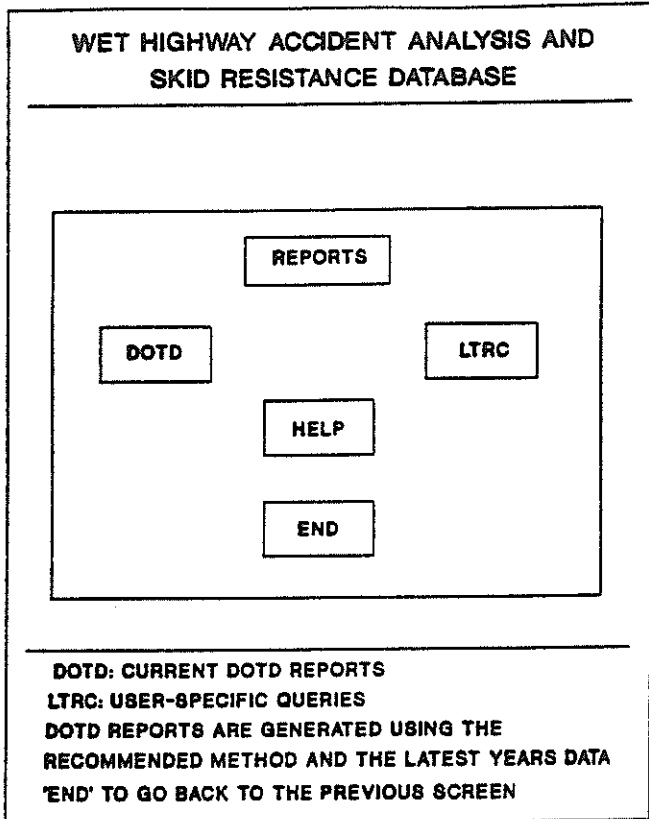 WET HIGHWAY ACCIDENT ANALYSIS AND
SKID RESISTANCE DATABASE
REPORTS
DOTD
LTRC
HELP
END
DOTD: CURRENT DOTD REPORTS
LTRC: USER-SPECIFIC QUERIES
DOTD REPORTS ARE GENERATED USING THE
RECOMMENDED METHOD AND THE LATEST YEARS DATA
'END' TO GO BACK TO THE PREVIOUS SCREEN